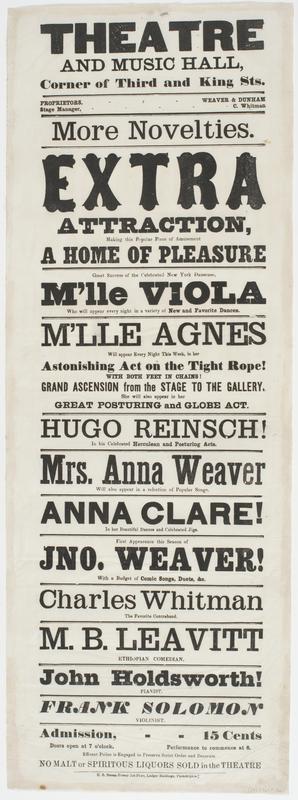 THEATRE
AND MUSIC HALL,
Corner of Third and King Sts.
PROPRIETORS, - - - WEAVER & DUNHAM
Stage Manager, - - - C. Whitman
More Novelties.
EXTRA
ATTRACTION,
Making this Popular Place of Amusement
A HOME OF PLEASURE
Great Success of the Celebrated New York Danseuse,
M'lle VIOLA
Who will appear every night in a variety of New and Favorite Dances.
M'LLE AGNES
Will appear Every Night This Week, in her
Astonishing Act on the Tight Rope!
WITH BOTH FEET IN CHAINS!
GRAND ASCENSION from the STAGE TO THE GALLERY.
She will also appear in her
GREAT POSTURING and GLOBE ACT.
HUGO REINSCH!
In his Celebrated Herculean and Posturing Acts.
Mrs. Anna Weaver
Will also appear in a selection of Popular Songs.
ANNA CLARE!
In her Beautiful Dances and Celebrated Jigs.
First Appearance this Season of
JNO. WEAVER!
With a Budget of Comic Songs, Duets, &c.
Charles Whitman
The Favorite Contraband.
M. B. LEAVITT
ETHIOPIAN COMEDIAN.
John Holdsworth!
PIANIST.
FRANK SOLOMON
VIOLINIST.
Admission, - - 15 Cents
Doors open at 7 o'clock, Performance to commence at 8.
Efficient Police is Engaged to Preserve Strict Order and Decorum.
NO MALT or SPIRITOUS LIQUORS SOLD in the THEATRE